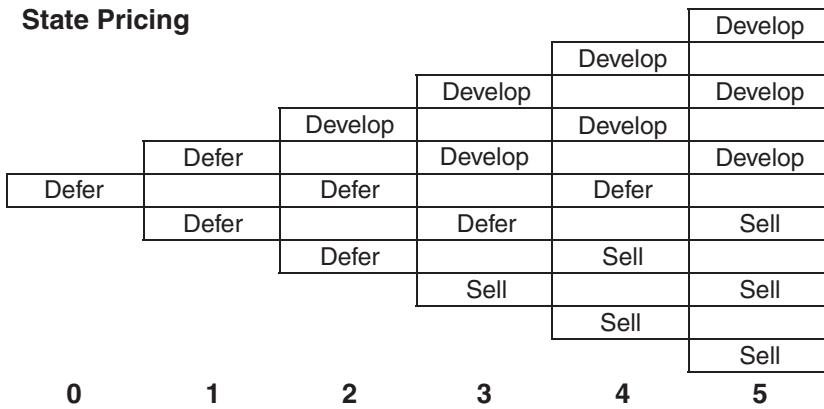 State Pricing
Develop
Develop
Develop Develop
Develop Develop
Defer Develop Develop
Defer Defer Defer
Defer Defer Sell
Defer Sell
Sell Sell
Sell
Sell
0 1 2 3 4 5